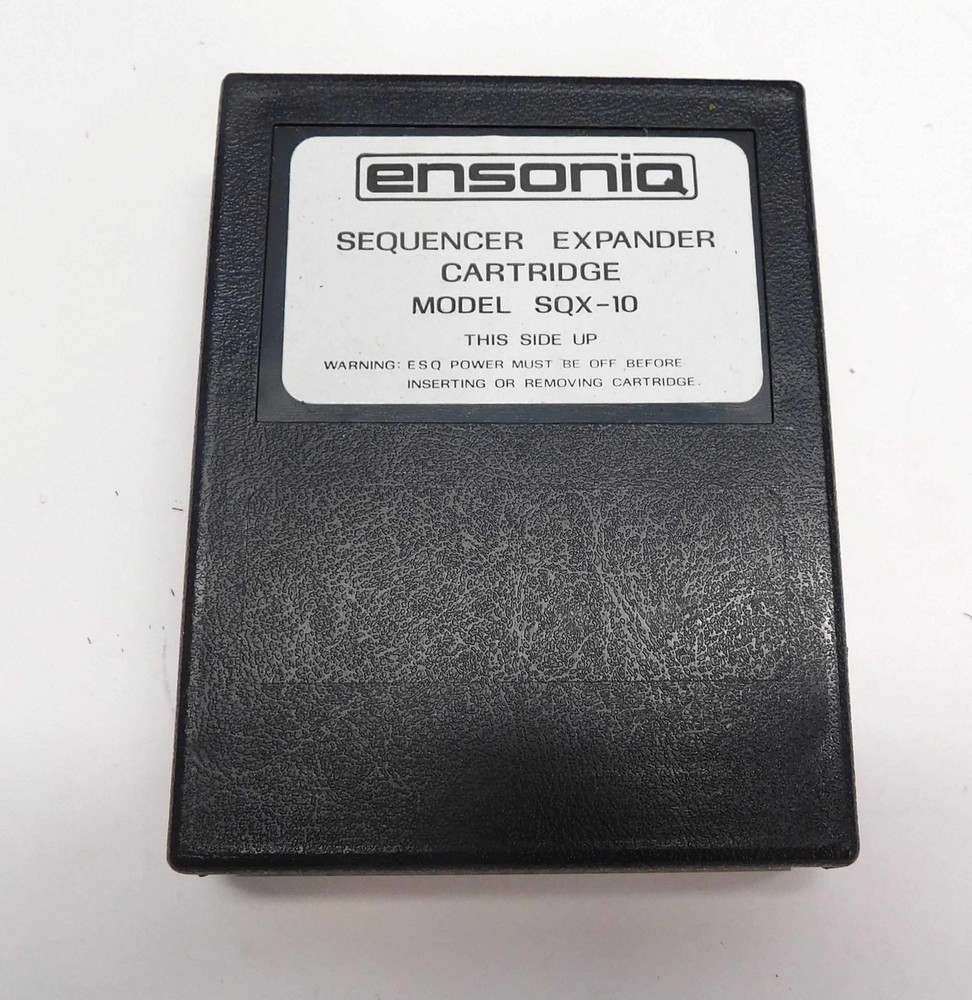 ensoniq
SEQUENCER EXPANDER
CARTRIDGE
MODEL SQX-10
THIS SIDE UP
WARNING: ESQ POWER MUST BE OFF BEFORE
INSERTING OR REMOVING CARTRIDGE.